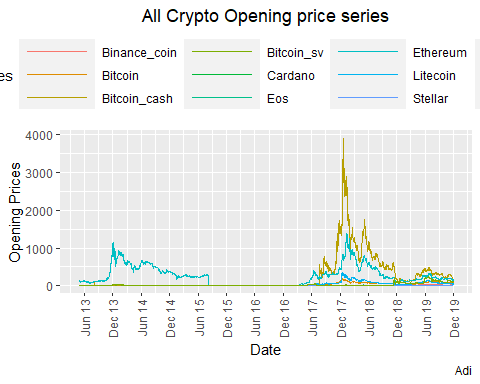 All Crypto Opening price series
es
Binance_coin Bitcoin_sv Ethereum
Bitcoin Cardano Litecoin
Bitcoin_cash Eos Stellar
4000
3000
2000
1000
0
Opening Prices
Jun 13 - Dec 13 - Jun 14 - Dec 14 - Jun 15 - Dec 15 - Jun 16 - Dec 16 - Jun 17 - Dec 17 - Jun 18 - Dec 18 - Jun 19 - Dec 19 -
Date
Adi